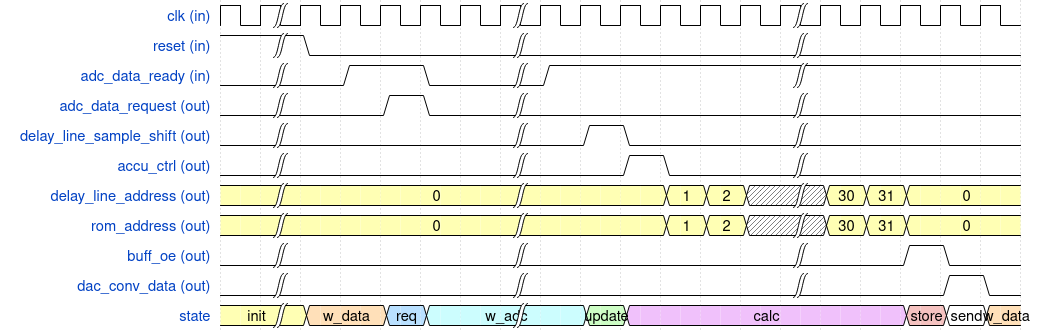 clk (in)
reset (in)
adc_data_ready (in)
adc_data_request (out)
delay_line_sample_shift (out)
accu_ctrl (out)
delay_line_address (out) 0 1 2 30 31 0
rom_address (out) 0 1 2 30 31 0
buff_oe (out)
dac_conv_data (out)
state init w_data req w_adc update calc store send w_data